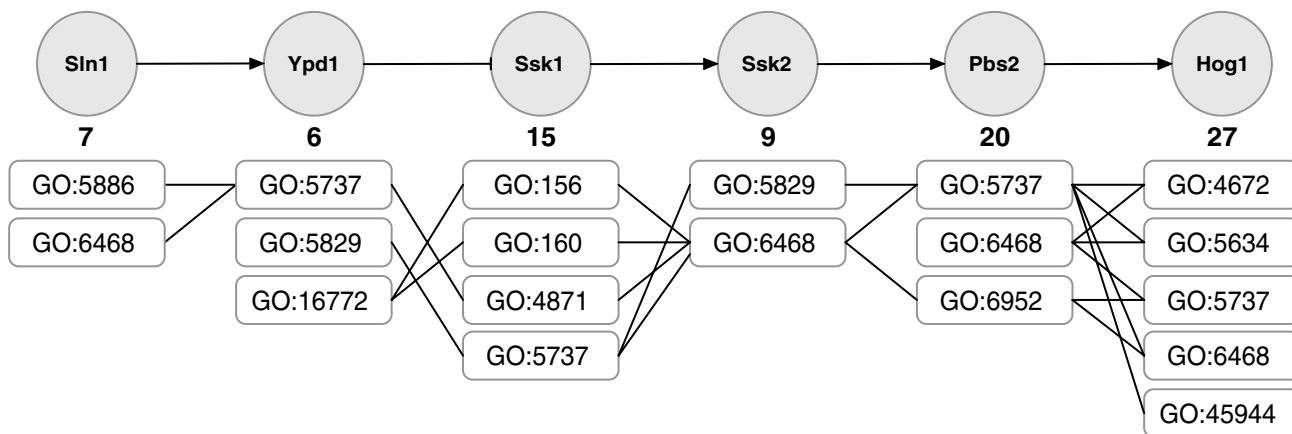 Sln1 Ypd1 Ssk1 Ssk2 Pbs2 Hog1
7 6 15 9 20 27
GO:5886 GO:5737 GO:156 GO:5829 GO:5737 GO:4672
GO:6468 GO:5829 GO:160 GO:6468 GO:6468 GO:5634
GO:16772 GO:4871 GO:6952 GO:5737
GO:5737 GO:6468
GO:45944